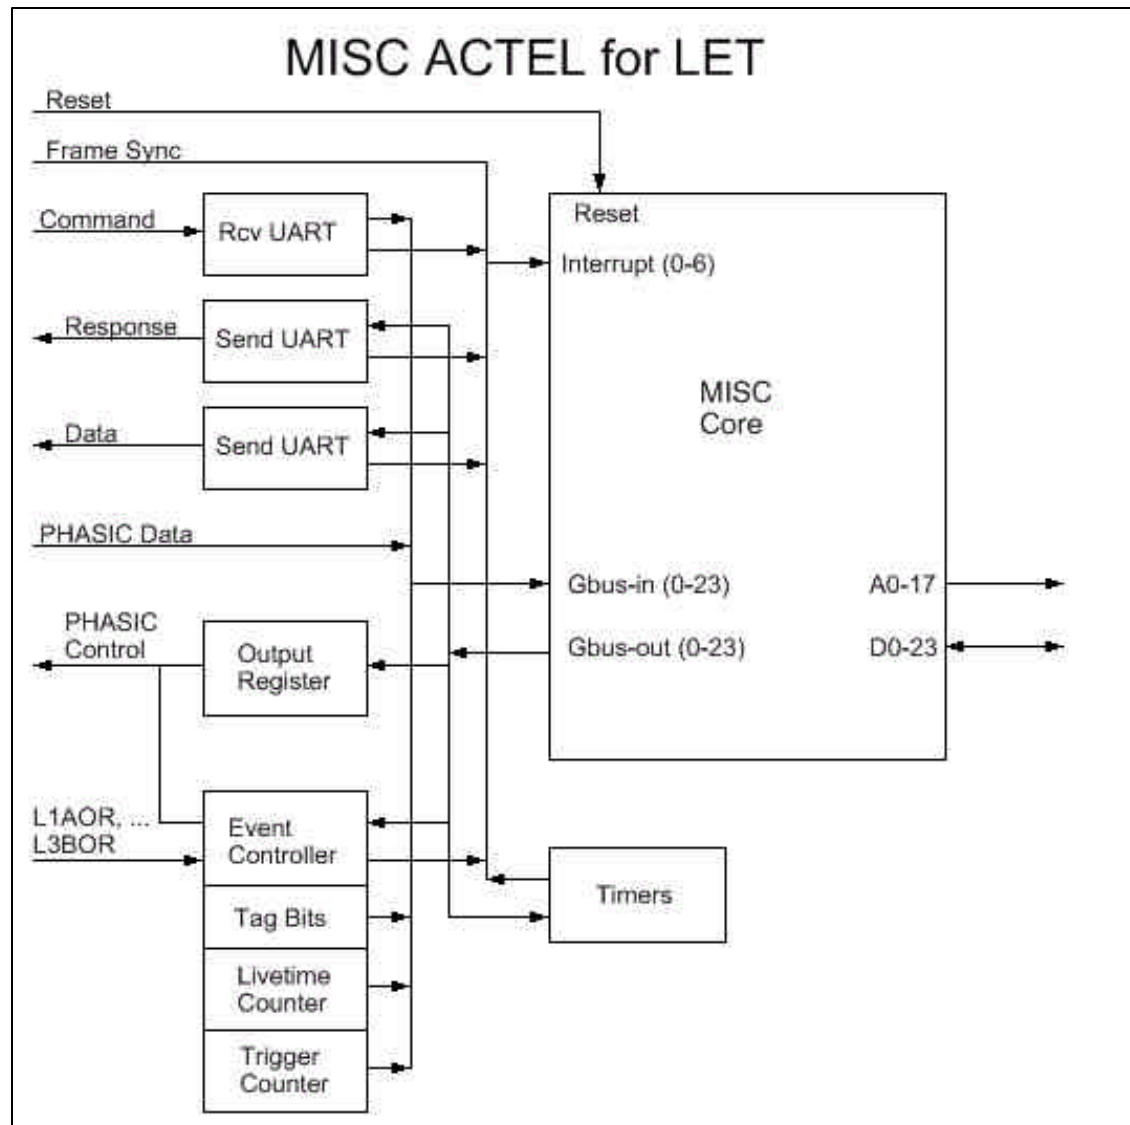 MISC ACTEL for LET
Reset
Frame Sync
Command
Rcv UART
Reset
Interrupt (0-6)
Response
Send UART
MISC
Core
Data
Send UART
PHASIC Data
Gbus-in (0-23)
A0-17
PHASIC
Control
Output
Register
Gbus-out (0-23)
D0-23
L1AOR, ...
L3BOR
Event
Controller
Timers
Tag Bits
Livetime
Counter
Trigger
Counter